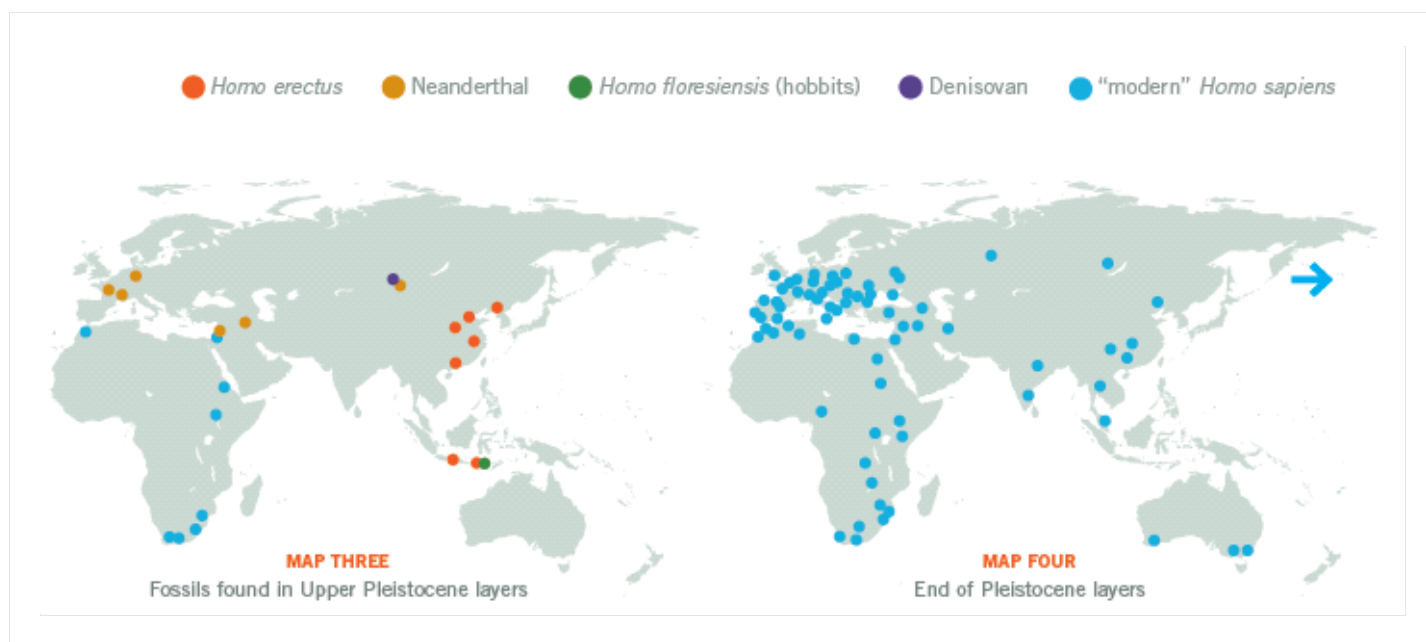 Homo erectus Neanderthal Homo floresiensis (hobbits) Denisovan “modern” Homo sapiens
MAP THREE
Fossils found in Upper Pleistocene layers
MAP FOUR
End of Pleistocene layers